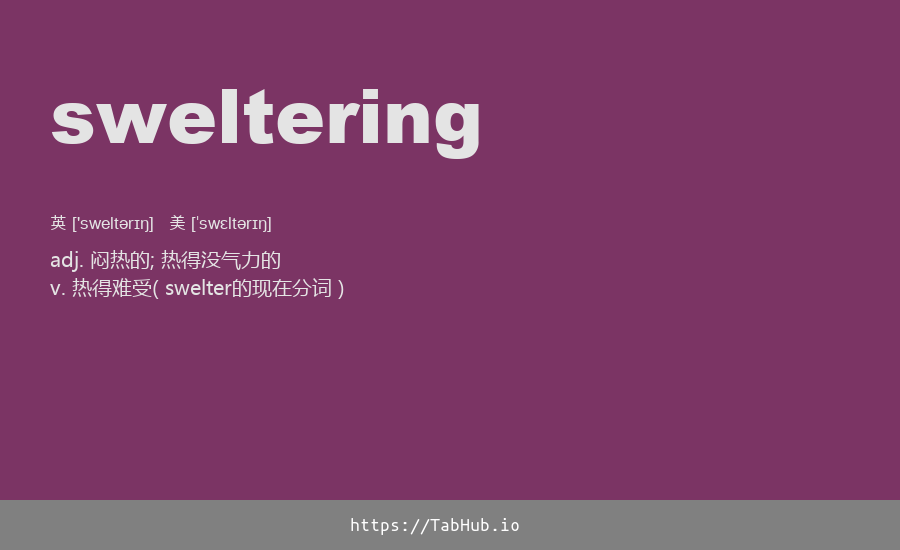 sweltering
英 ['sweltərɪŋ] 美 [ˈswɛltərɪŋ]
adj. 闷热的; 热得没气力的
v. 热得难受( swelter的现在分词 )
https://TabHub.io